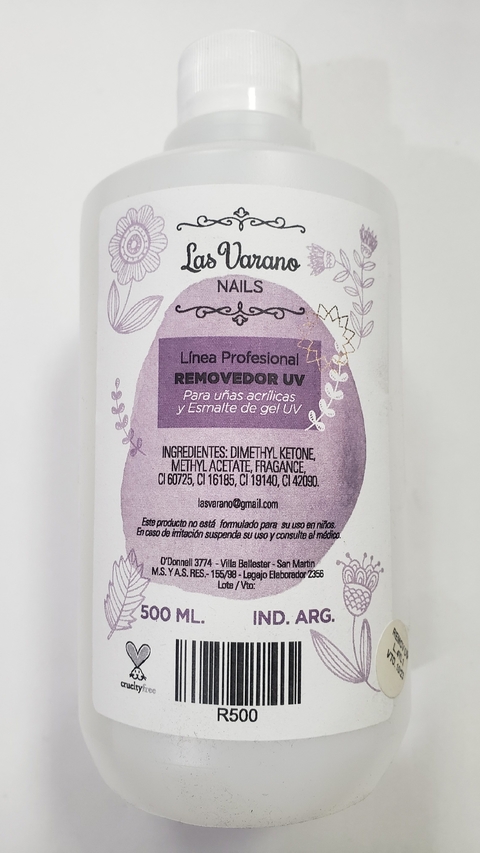 Las Varano
NAILS
Línea Profesional
REMOVEDOR UV
Para uñas acrílicas
y Esmalte de gel UV
INGREDIENTES: DIMETHYL KETONE,
METHYL ACETATE, FRAGANCE,
CI 60725, CI 16185, CI 19140, CI 42090.
lasvarano@gmail.com
Este producto no está formulado para su uso en niños.
En caso de irritación suspenda su uso y consulte al médico.
O'Donnell 3774 - Villa Ballester - San Martin
M.S. Y A.S. RES.- 155/98 - Legajo Elaborador 2356
Lote / Vto:
500 ML.
IND. ARG.
crueltyfree
R500